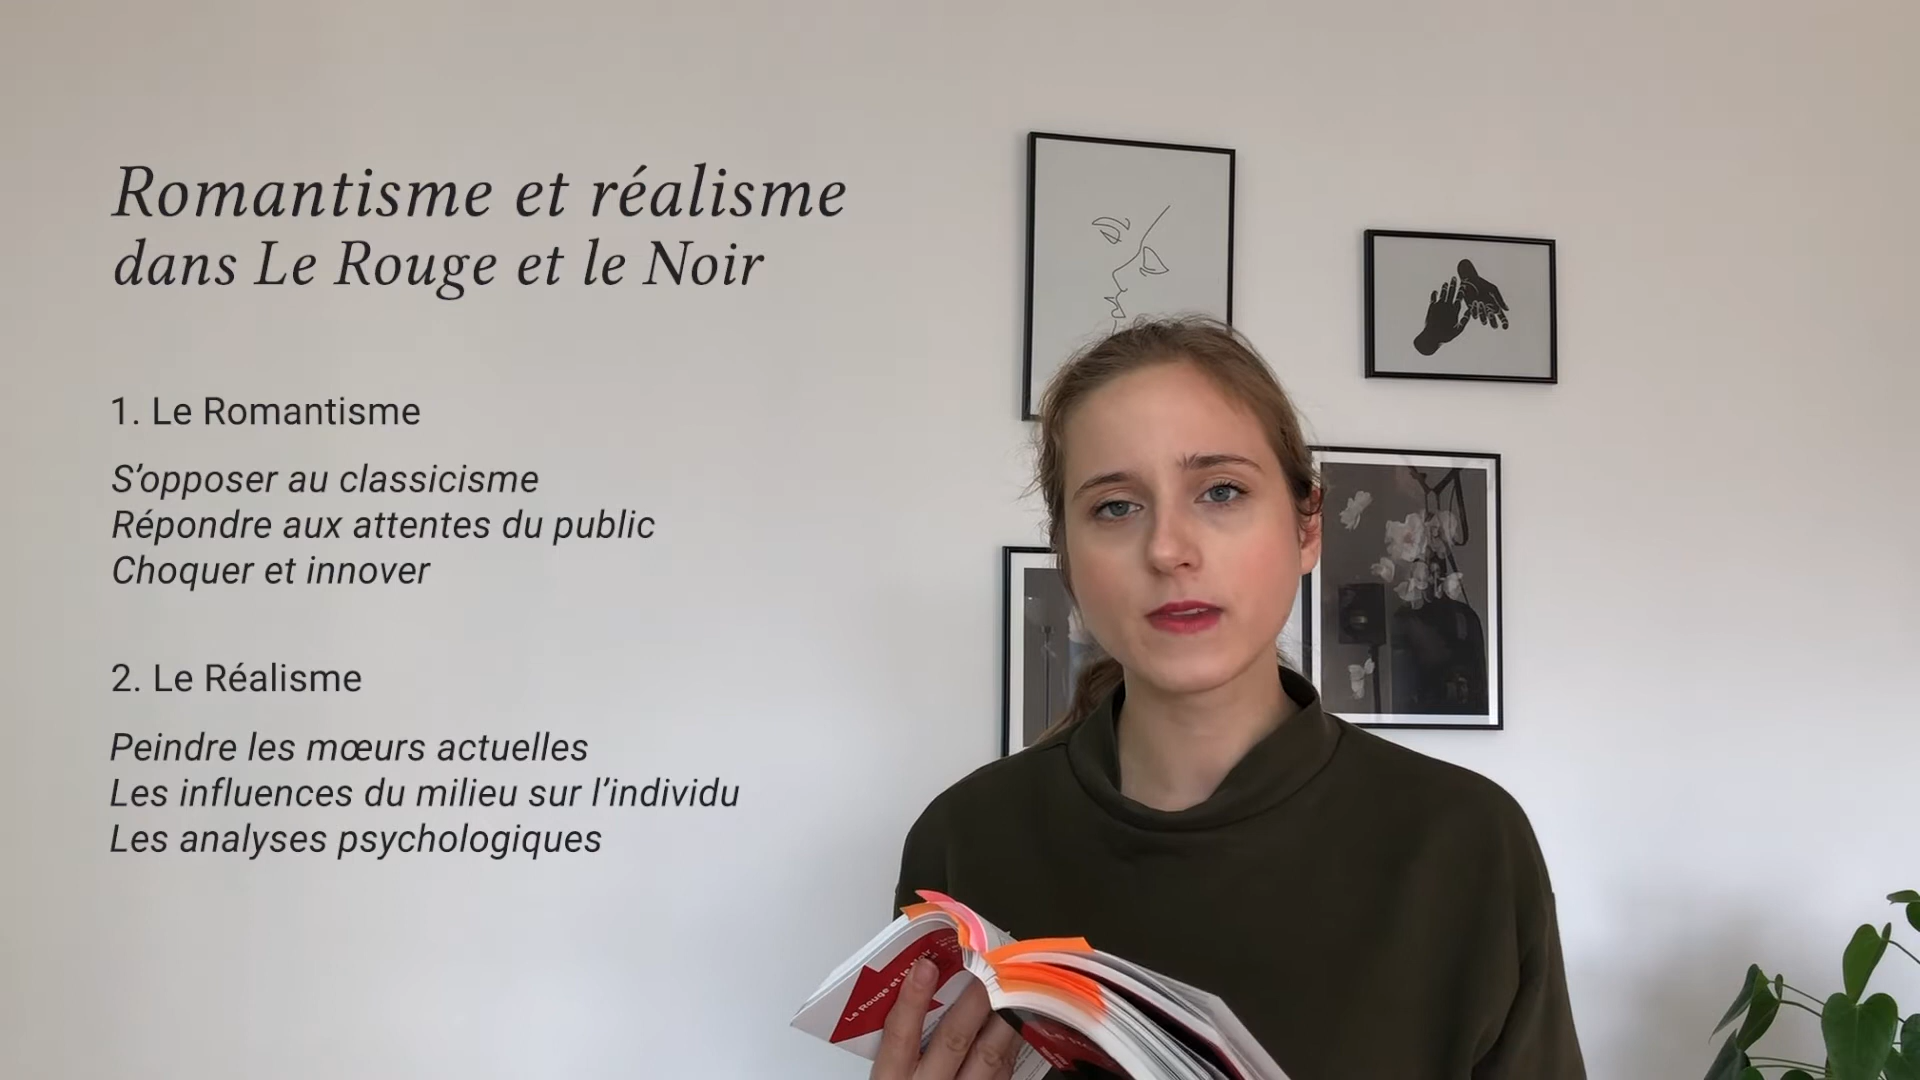 Romantisme et réalisme
dans Le Rouge et le Noir
1. Le Romantisme
S’opposer au classicisme
Répondre aux attentes du public
Choquer et innover
2. Le Réalisme
Peindre les mœurs actuelles
Les influences du milieu sur l’individu
Les analyses psychologiques
Le Rouge et le Noir